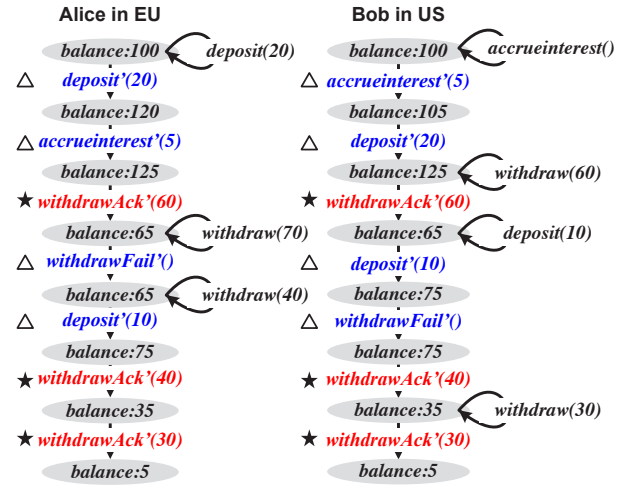 Alice in EU
balance:100
deposit(20)
△ deposit’(20)
balance:120
△ accrueinterest’(5)
balance:125
★ withdrawAck’(60)
balance:65
withdraw(70)
△ withdrawFail’()
balance:65
withdraw(40)
△ deposit’(10)
balance:75
★ withdrawAck’(40)
balance:35
★ withdrawAck’(30)
balance:5
Bob in US
balance:100
accrueinterest()
△ accrueinterest’(5)
balance:105
△ deposit’(20)
balance:125
withdraw(60)
★ withdrawAck’(60)
balance:65
deposit(10)
△ deposit’(10)
balance:75
△ withdrawFail’()
balance:75
★ withdrawAck’(40)
balance:35
withdraw(30)
★ withdrawAck’(30)
balance:5